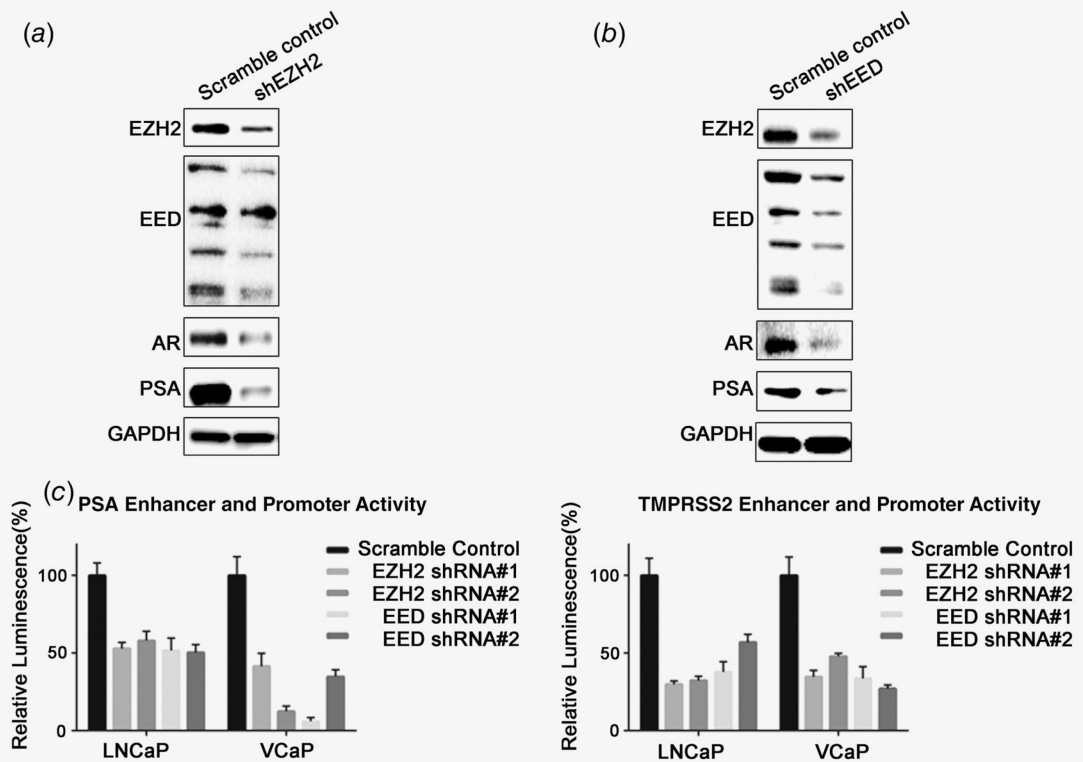 (a)
Scramble control
shEZH2
EZH2
EED
AR
PSA
GAPDH
(b)
Scramble control
shEED
EZH2
EED
AR
PSA
GAPDH
(c)
PSA Enhancer and Promoter Activity
Relative Luminescence(%)
100
50
0
LNCaP
VCaP
Scramble Control
EZH2 shRNA#1
EZH2 shRNA#2
EED shRNA#1
EED shRNA#2
TMPRSS2 Enhancer and Promoter Activity
Relative Luminescence(%)
100
50
0
LNCaP
VCaP
Scramble Control
EZH2 shRNA#1
EZH2 shRNA#2
EED shRNA#1
EED shRNA#2